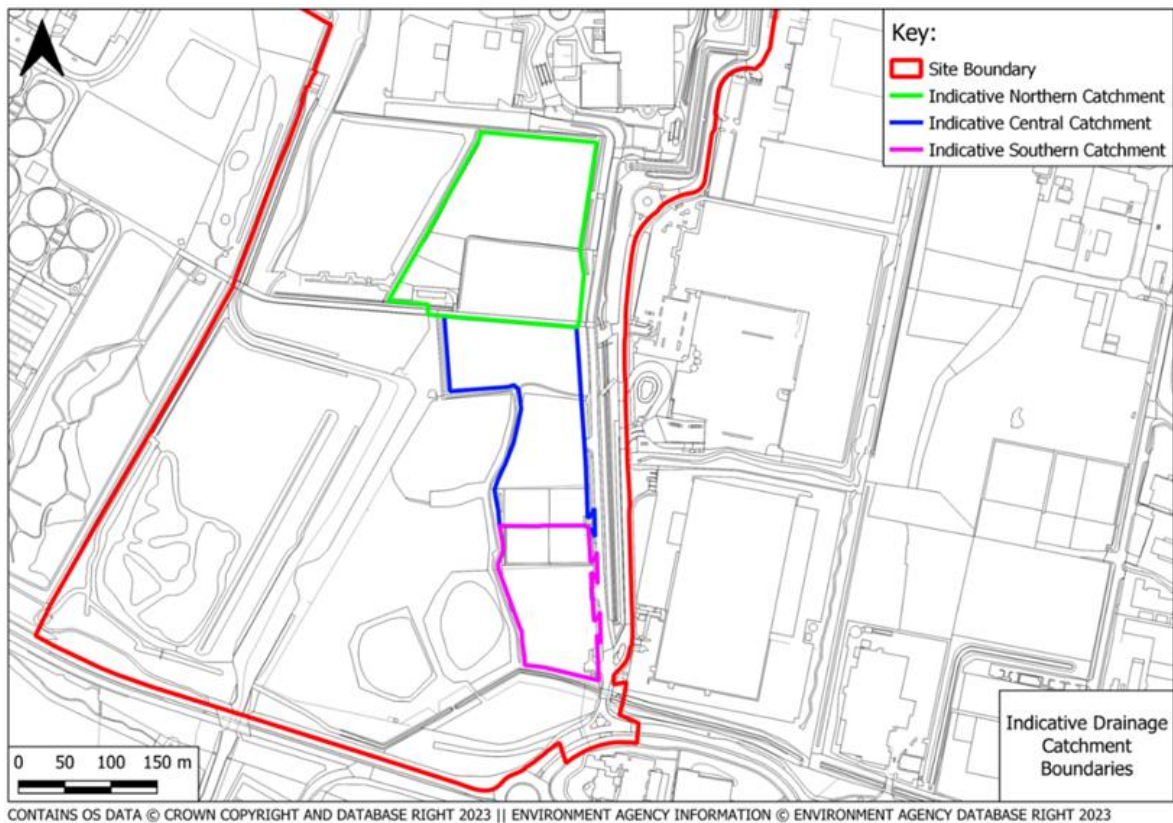 Key:
Site Boundary
Indicative Northern Catchment
Indicative Central Catchment
Indicative Southern Catchment
Indicative Drainage
Catchment
Boundaries
0 50 100 150 m
CONTAINS OS DATA © CROWN COPYRIGHT AND DATABASE RIGHT 2023 || ENVIRONMENT AGENCY INFORMATION © ENVIRONMENT AGENCY DATABASE RIGHT 2023